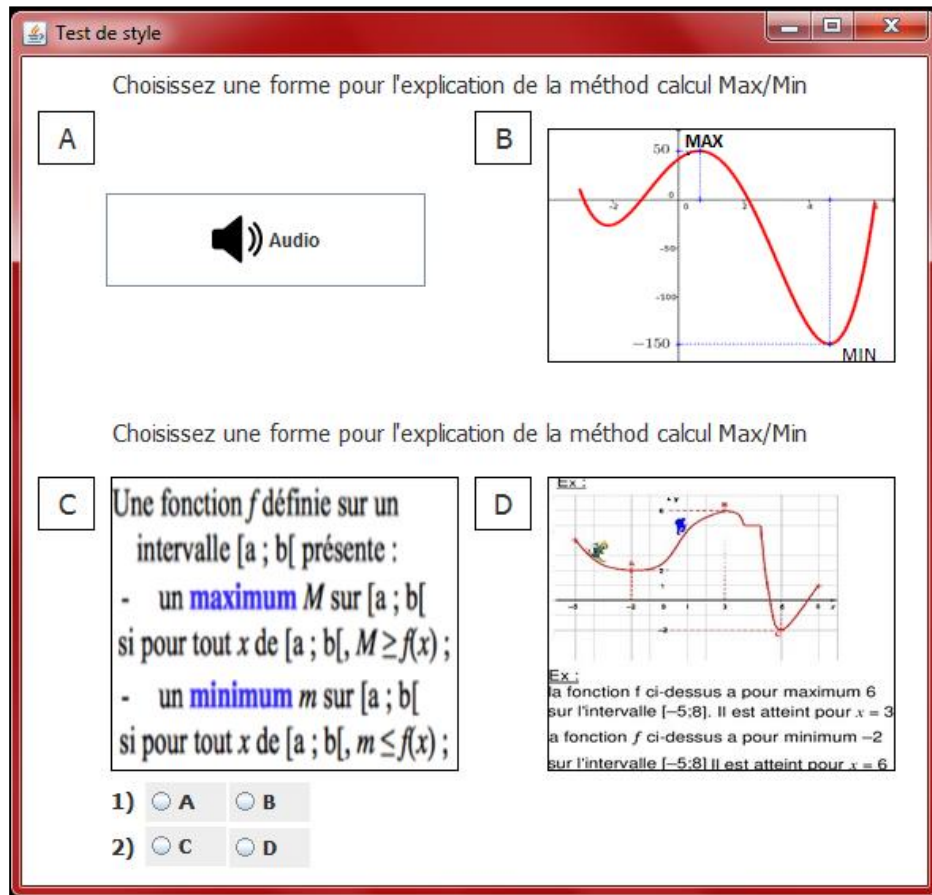 Test de style
Choisissez une forme pour l'explication de la méthod calcul Max/Min
A
Audio
B
MAX
50
-2
0
2
4
-50
-100
-150
MIN
Choisissez une forme pour l'explication de la méthod calcul Max/Min
C
Une fonction f définie sur un
intervalle [a ; b[ présente :
- un maximum M sur [a ; b[
si pour tout x de [a ; b[, M ≥ f(x) ;
- un minimum m sur [a ; b[
si pour tout x de [a ; b[, m ≤ f(x) ;
D
Ex :
Ex :
la fonction f ci-dessus a pour maximum 6
sur l'intervalle [–5;8]. Il est atteint pour x = 3
a fonction f ci-dessus a pour minimum –2
sur l'intervalle [–5;8] Il est atteint pour x = 6
1) A B
2) C D